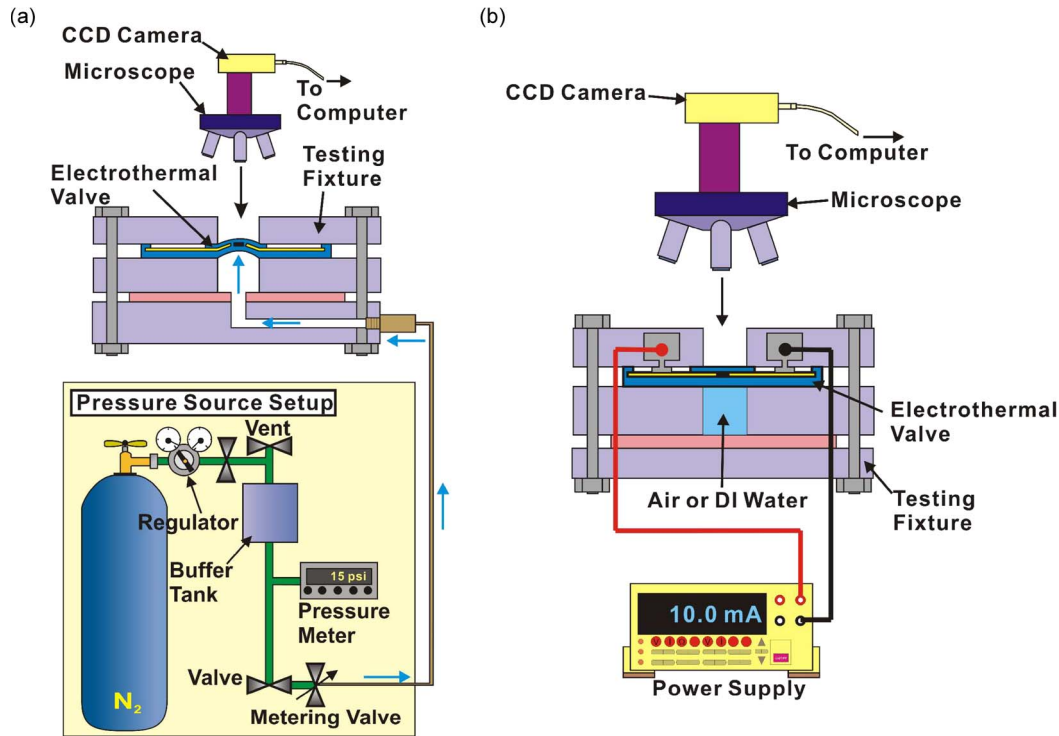 (a)
CCD Camera
Microscope
To
Computer
Electrothermal
Valve
Testing
Fixture
Pressure Source Setup
Vent
Regulator
Buffer
Tank
15 psi
Pressure
Meter
Valve
Metering Valve
N₂
(b)
CCD Camera
To Computer
Microscope
Electrothermal
Valve
Air or DI Water
Testing
Fixture
10.0 mA
Power Supply